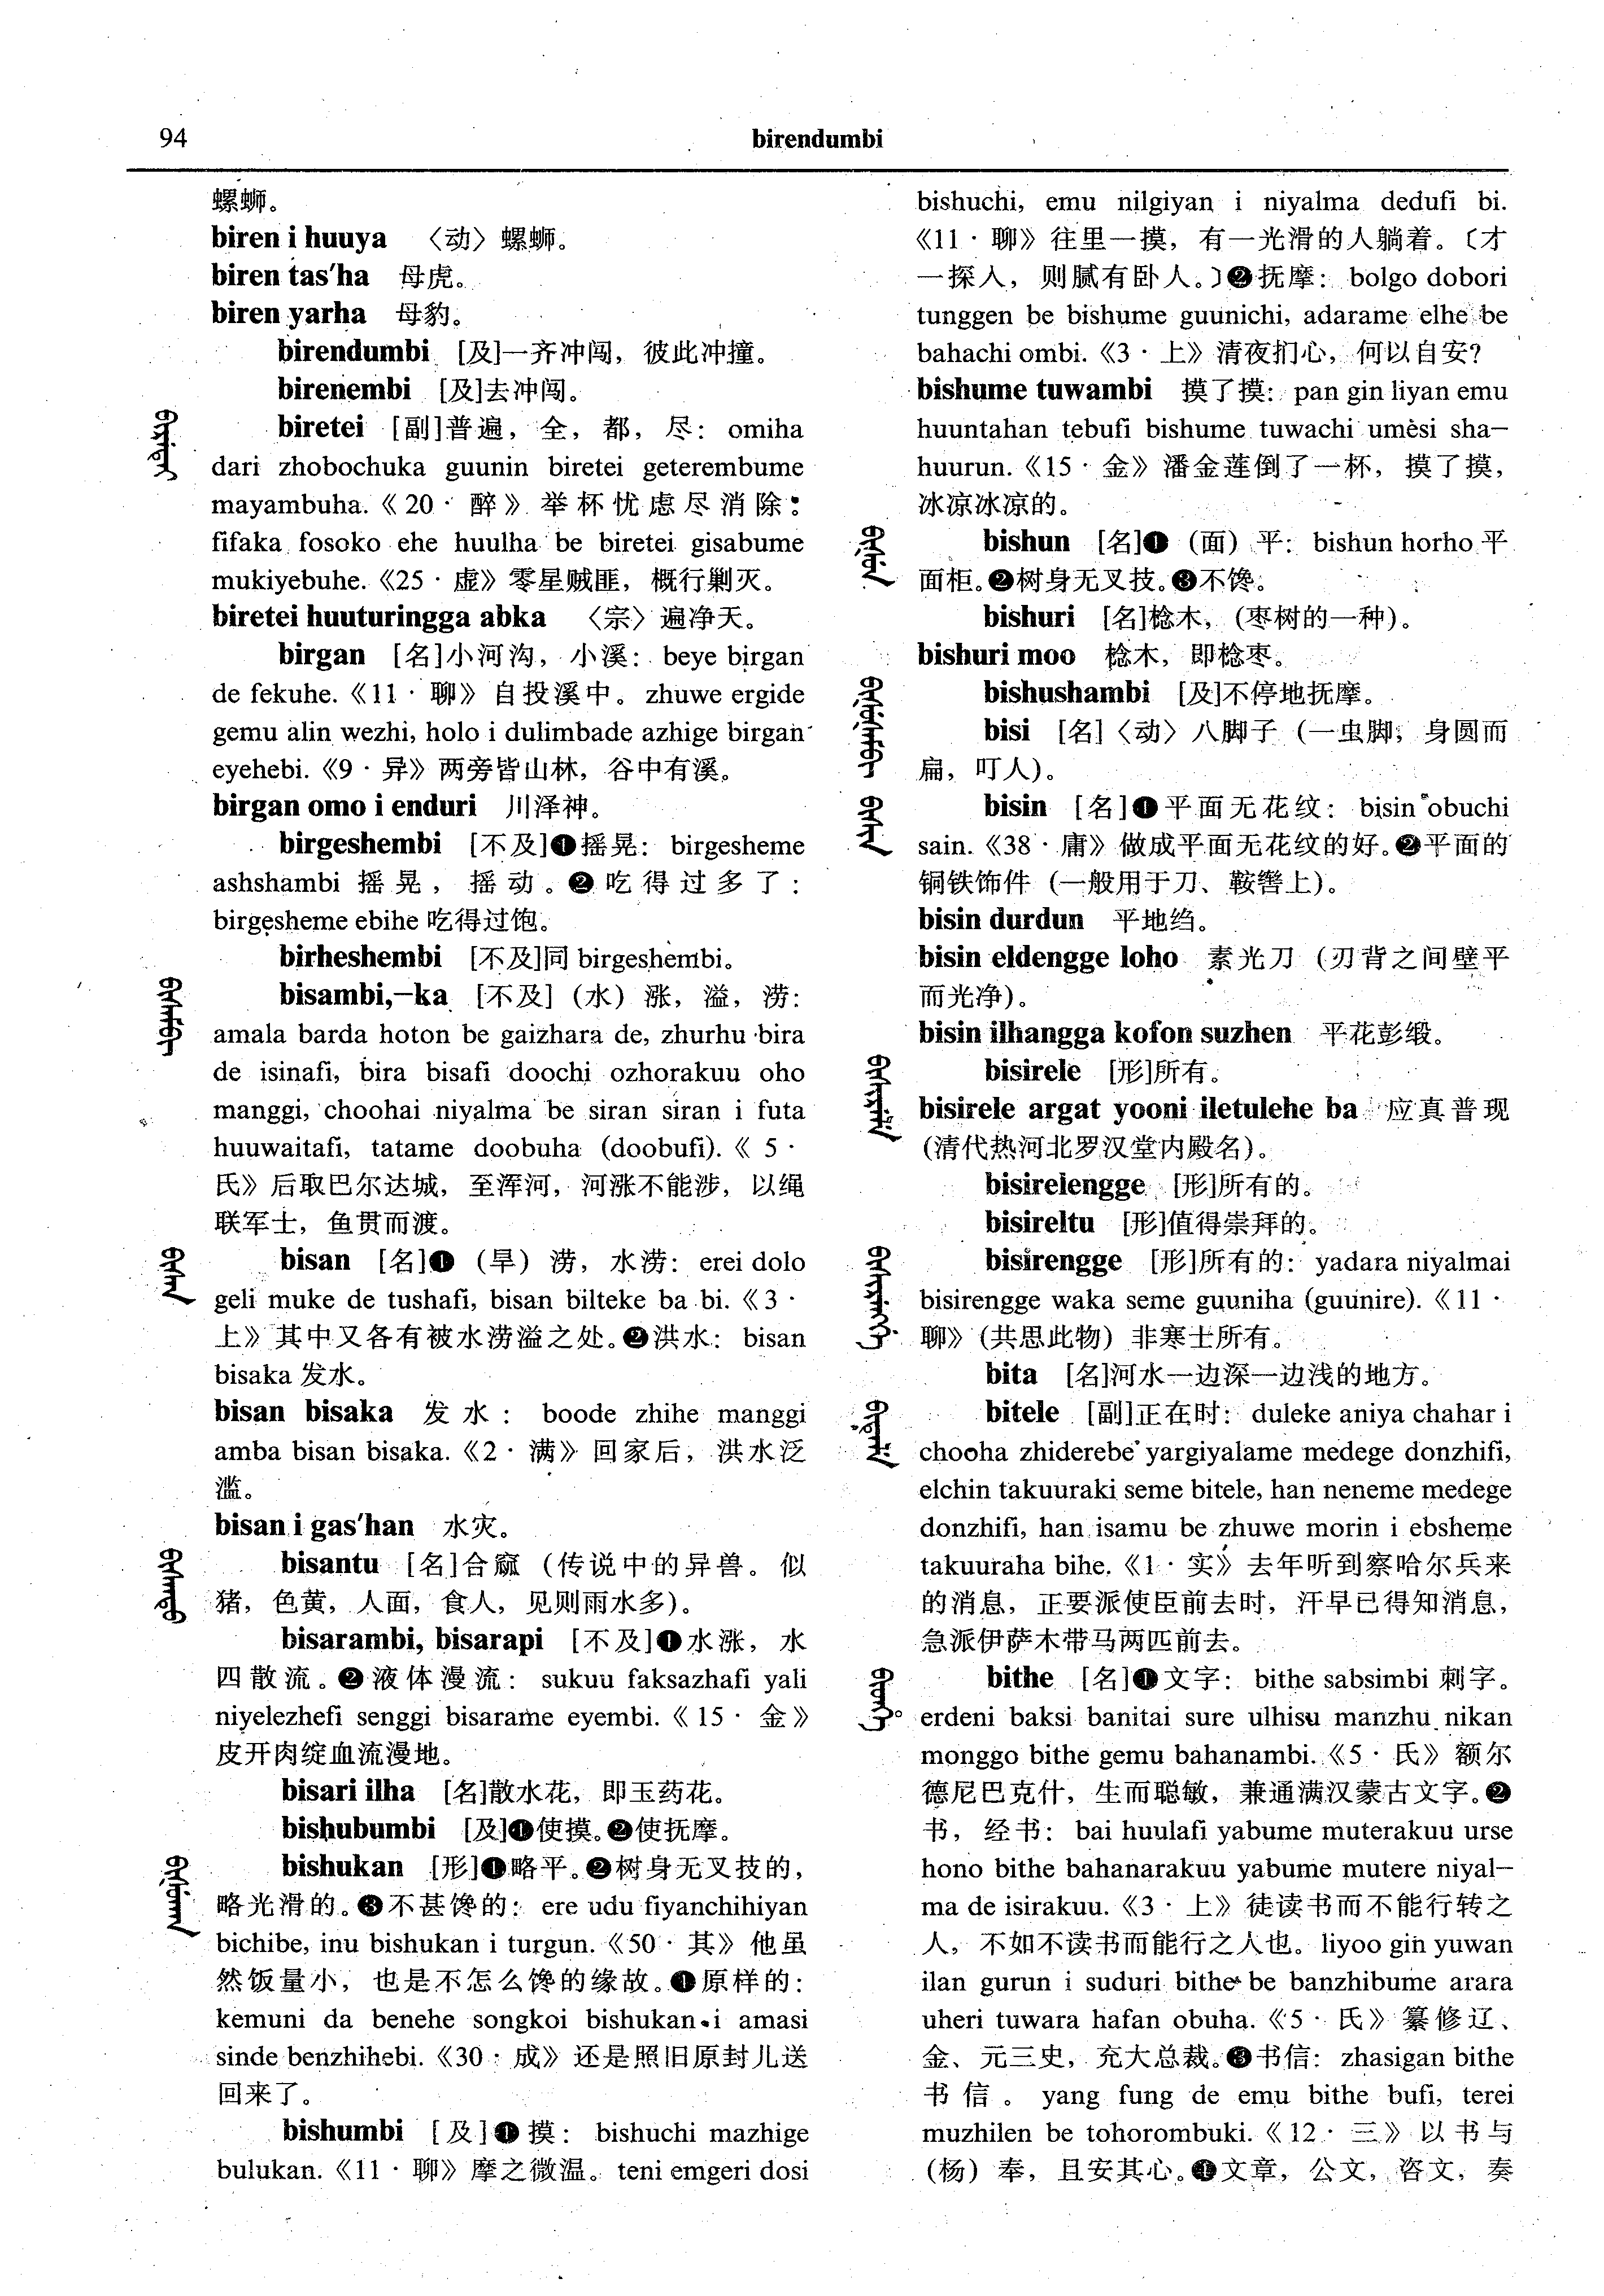 94
birendumbi
螺蛳。
biren i huuya 〈动〉螺蛳。
biren tas'ha 母虎。
biren yarha 母豹。
birendumbi [及]一齐冲闯，彼此冲撞。
birenembi [及]去冲闯。
biretei [副]普遍，全，都，尽：omiha
dari zhobochuka guunin biretei geterembume
mayambuha.《20·醉》举杯忧虑尽消除：
fifaka fosoko ehe huulha be biretei gisabume
mukiyebuhe.《25·虚》零星贼匪，概行剿灭。
biretei huuturingga abka 〈宗〉遍净天。
birgan [名]小河沟，小溪：beye birgan
de fekuhe.《11·聊》自投溪中。zhuwe ergide
gemu alin wezhi, holo i dulimbade azhige birgan
eyehebi.《9·异》两旁皆山林，谷中有溪。
birgan omo i enduri 川泽神。
birgeshembi [不及]❶摇晃：birgesheme
ashshambi 摇晃，摇动。❷吃得过多了：
birgesheme ebihe 吃得过饱。
birheshembi [不及]同 birgeshembi。
bisambi,-ka [不及]（水）涨，溢，涝：
amala barda hoton be gaizhara de, zhurhu bira
de isinafi, bira bisafi doochi ozhorakuu oho
manggi, choohai niyalma be siran siran i futa
huuwaitafi, tatame doobuha (doobufi).《5·
氏》后取巴尔达城，至浑河，河涨不能涉，以绳
联军士，鱼贯而渡。
bisan [名]❶（旱）涝，水涝：erei dolo
geli muke de tushafi, bisan bilteke ba bi.《3·
上》其中又各有被水涝溢之处。❷洪水：bisan
bisaka 发水。
bisan bisaka 发水：boode zhihe manggi
amba bisan bisaka.《2·满》回家后，洪水泛
滥。
bisan i gas'han 水灾。
bisantu [名]合窳（传说中的异兽。似
猪，色黄，人面，食人，见则雨水多）。
bisarambi, bisarapi [不及]❶水涨，水
四散流。❷液体漫流：sukuu faksazhafi yali
niyelezhefi senggi bisarame eyembi.《15·金》
皮开肉绽血流漫地。
bisari ilha [名]散水花，即玉药花。
bishubumbi [及]❶使摸。❷使抚摩。
bishukan [形]❶略平。❷树身无叉技的，
略光滑的。❸不甚馋的：ere udu fiyanchihiyan
bichibe, inu bishukan i turgun.《50·其》他虽
然饭量小，也是不怎么馋的缘故。❹原样的：
kemuni da benehe songkoi bishukan i amasi
sinde benzhihebi.《30·成》还是照旧原封儿送
回来了。
bishumbi [及]❶摸：bishuchi mazhige
bulukan.《11·聊》摩之微温。teni emgeri dosi
bishuchi, emu nilgiyan i niyalma dedufi bi.
《11·聊》往里一摸，有一光滑的人躺着。〔才
一探入，则腻有卧人。〕❷抚摩：bolgo dobori
tunggen be bishume guunichi, adarame elhe be
bahachi ombi.《3·上》清夜扪心，何以自安？
bishume tuwambi 摸了摸：pan gin liyan emu
huuntahan tebufi bishume tuwachi umesi sha-
huurun.《15·金》潘金莲倒了一杯，摸了摸，
冰凉冰凉的。
bishun [名]❶（面）平：bishun horho 平
面柜。❷树身无叉技。❸不馋。
bishuri [名]棯木，（枣树的一种）。
bishuri moo 棯木，即棯枣。
bishushambi [及]不停地抚摩。
bisi [名]〈动〉八脚子（一虫脚；身圆而
扁，叮人）。
bisin [名]❶平面无花纹：bisin obuchi
sain.《38·庸》做成平面无花纹的好。❷平面的
铜铁饰件（一般用于刀、鞍辔上）。
bisin durdun 平地绉。
bisin eldengge loho 素光刀（刃背之间壁平
而光净）。
bisin ilhangga kofon suzhen 平花彭缎。
bisirele [形]所有。
bisirele argat yooni iletulehe ba 应真普现
（清代热河北罗汉堂内殿名）。
bisirelengge [形]所有的。
bisireltu [形]值得崇拜的。
bisirengge [形]所有的：yadara niyalmai
bisirengge waka seme guuniha (guunire).《11·
聊》（共思此物）非寒士所有。
bita [名]河水一边深一边浅的地方。
bitele [副]正在时：duleke aniya chahar i
chooha zhiderebe yargiyalame medege donzhifi,
elchin takuuraki seme bitele, han neneme medege
donzhifi, han isamu be zhuwe morin i ebsheme
takuuraha bihe.《1·实》去年听到察哈尔兵来
的消息，正要派使臣前去时，汗早已得知消息，
急派伊萨木带马两匹前去。
bithe [名]❶文字：bithe sabsimbi 刺字。
erdeni baksi banitai sure ulhisu manzhu nikan
monggo bithe gemu bahanambi.《5·氏》额尔
德尼巴克什，生而聪敏，兼通满汉蒙古文字。❷
书，经书：bai huulafi yabume muterakuu urse
hono bithe bahanarakuu yabume mutere niyal-
ma de isirakuu.《3·上》徒读书而不能行转之
人，不如不读书而能行之人也。liyoo gin yuwan
ilan gurun i suduri bithe be banzhibume arara
uheri tuwara hafan obuha.《5·氏》纂修辽、
金、元三史，充大总裁。❸书信：zhasigan bithe
书信。yang fung de emu bithe bufi, terei
muzhilen be tohorombuki.《12·三》以书与
（杨）奉，且安其心。❹文章，公文，咨文，奏